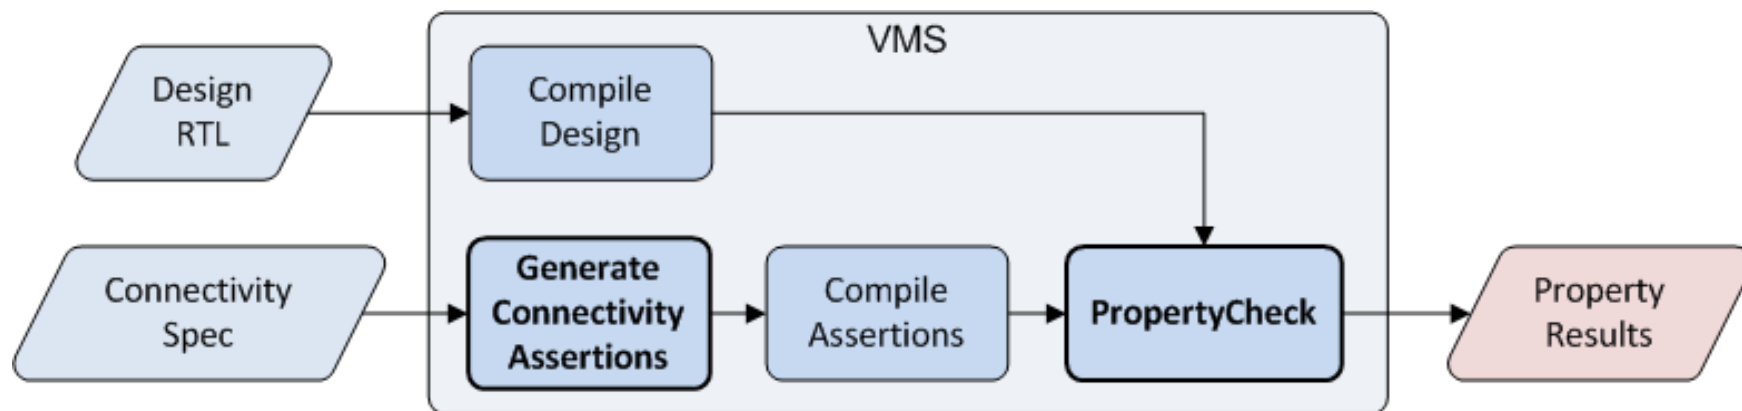 VMS
Design
RTL
Compile
Design
Connectivity
Spec
Generate
Connectivity
Assertions
Compile
Assertions
PropertyCheck
Property
Results